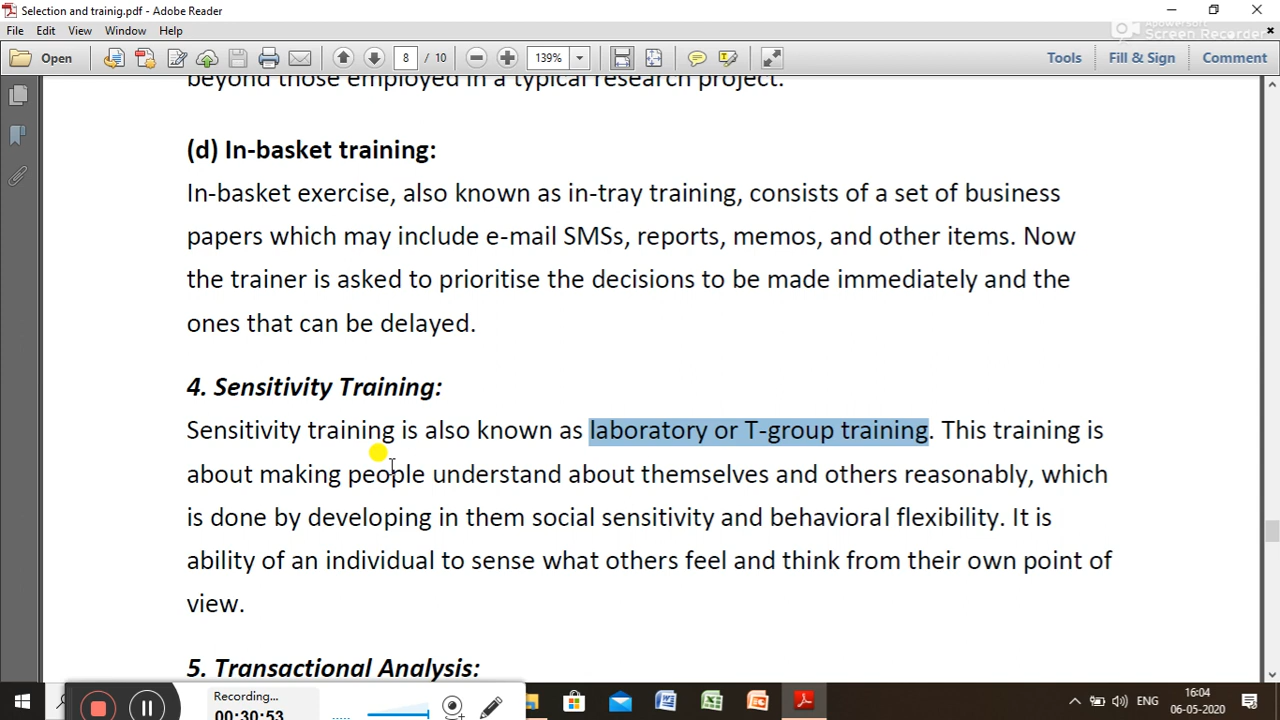 Selection and trainig.pdf - Adobe Reader
File Edit View Window Help
Apowersoft
Screen Recorder
Open 8 / 10 139% Tools Fill & Sign Comment
beyond those employed in a typical research project.
(d) In-basket training:
In-basket exercise, also known as in-tray training, consists of a set of business
papers which may include e-mail SMSs, reports, memos, and other items. Now
the trainer is asked to prioritise the decisions to be made immediately and the
ones that can be delayed.
4. Sensitivity Training:
Sensitivity training is also known as laboratory or T-group training. This training is
about making people understand about themselves and others reasonably, which
is done by developing in them social sensitivity and behavioral flexibility. It is
ability of an individual to sense what others feel and think from their own point of
view.
5. Transactional Analysis:
Recording...
00:30:53
ENG
16:04
06-05-2020